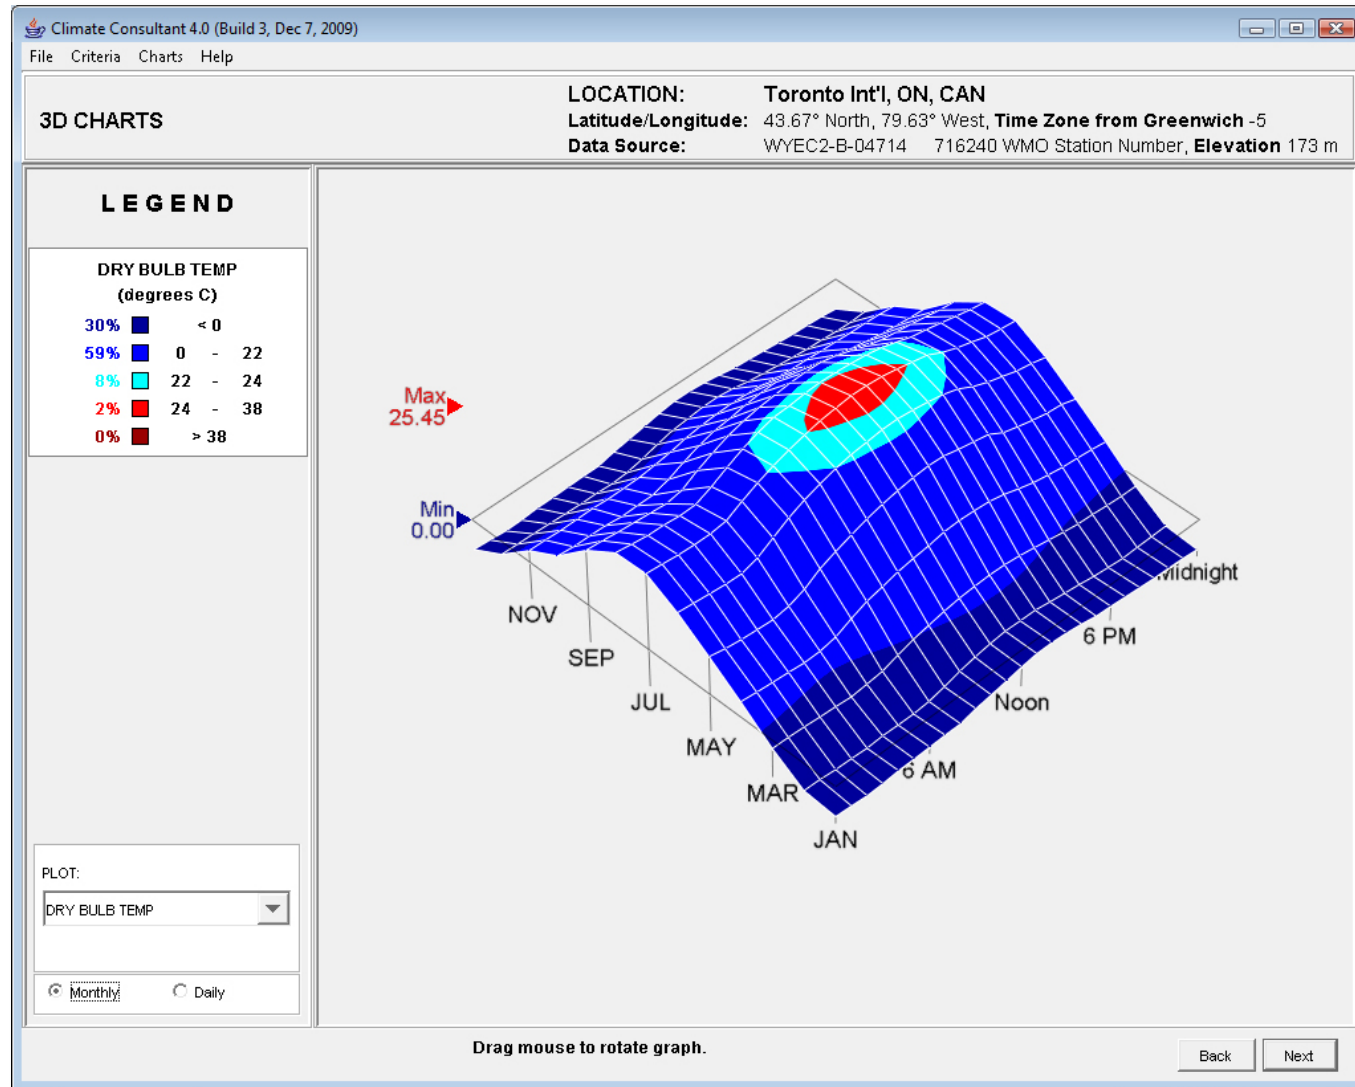 Climate Consultant 4.0 (Build 3, Dec 7, 2009)
File Criteria Charts Help
3D CHARTS
LOCATION: Toronto Int'l, ON, CAN
Latitude/Longitude: 43.67° North, 79.63° West, Time Zone from Greenwich -5
Data Source: WYEC2-B-04714 716240 WMO Station Number, Elevation 173 m
LEGEND
DRY BULB TEMP
(degrees C)
30% < 0
59% 0 - 22
8% 22 - 24
2% 24 - 38
0% > 38
Max
25.45
Min
0.00
NOV
SEP
JUL
MAY
MAR
JAN
6 AM
Noon
6 PM
Midnight
PLOT:
DRY BULB TEMP
Monthly Daily
Drag mouse to rotate graph.
Back Next